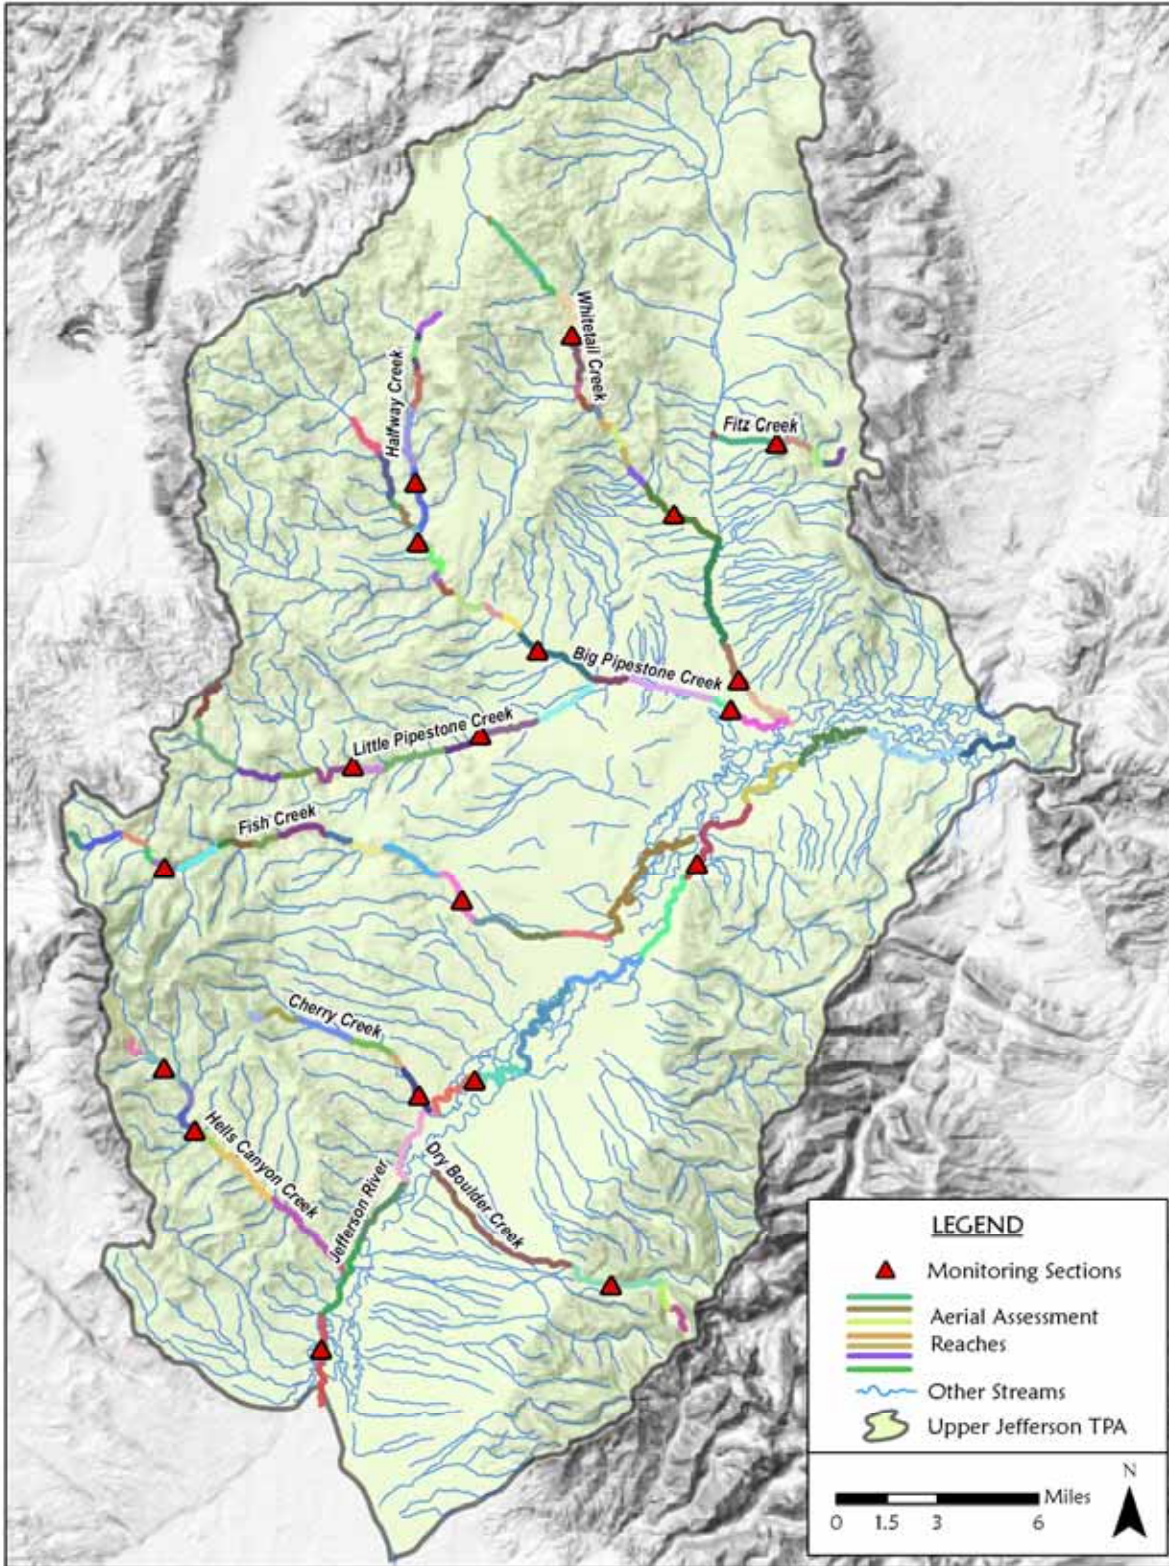 Whitetail Creek
Halfway Creek
Fitz Creek
Big Pipestone Creek
Little Pipestone Creek
Fish Creek
Cherry Creek
Hells Canyon Creek
Jefferson River
Dry Boulder Creek
LEGEND
Monitoring Sections
Aerial Assessment
Reaches
Other Streams
Upper Jefferson TPA
Miles
0 1.5 3 6
N